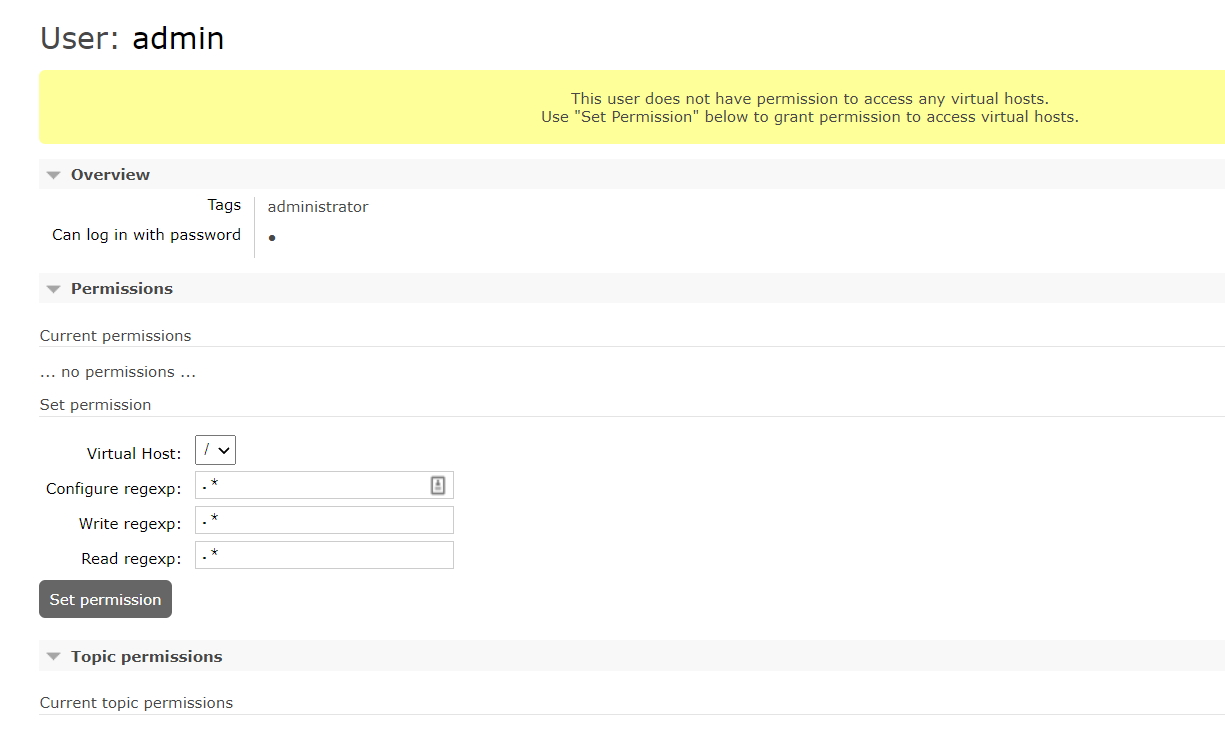 User: admin
This user does not have permission to access any virtual hosts.
Use "Set Permission" below to grant permission to access virtual hosts.
Overview
Tags administrator
Can log in with password •
Permissions
Current permissions
... no permissions ...
Set permission
Virtual Host: /
Configure regexp: .*
Write regexp: .*
Read regexp: .*
Set permission
Topic permissions
Current topic permissions